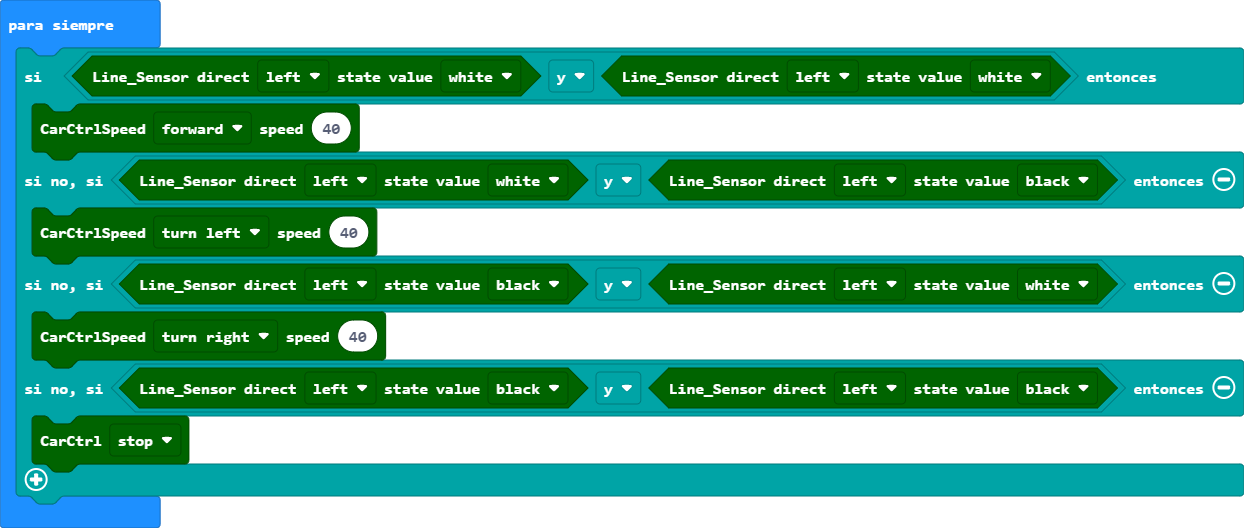 para siempre
si Line_Sensor direct left state value white y Line_Sensor direct left state value white entonces
CarCtrlSpeed forward speed 40
si no, si Line_Sensor direct left state value white y Line_Sensor direct left state value black entonces
CarCtrlSpeed turn left speed 40
si no, si Line_Sensor direct left state value black y Line_Sensor direct left state value white entonces
CarCtrlSpeed turn right speed 40
si no, si Line_Sensor direct left state value black y Line_Sensor direct left state value black entonces
CarCtrl stop